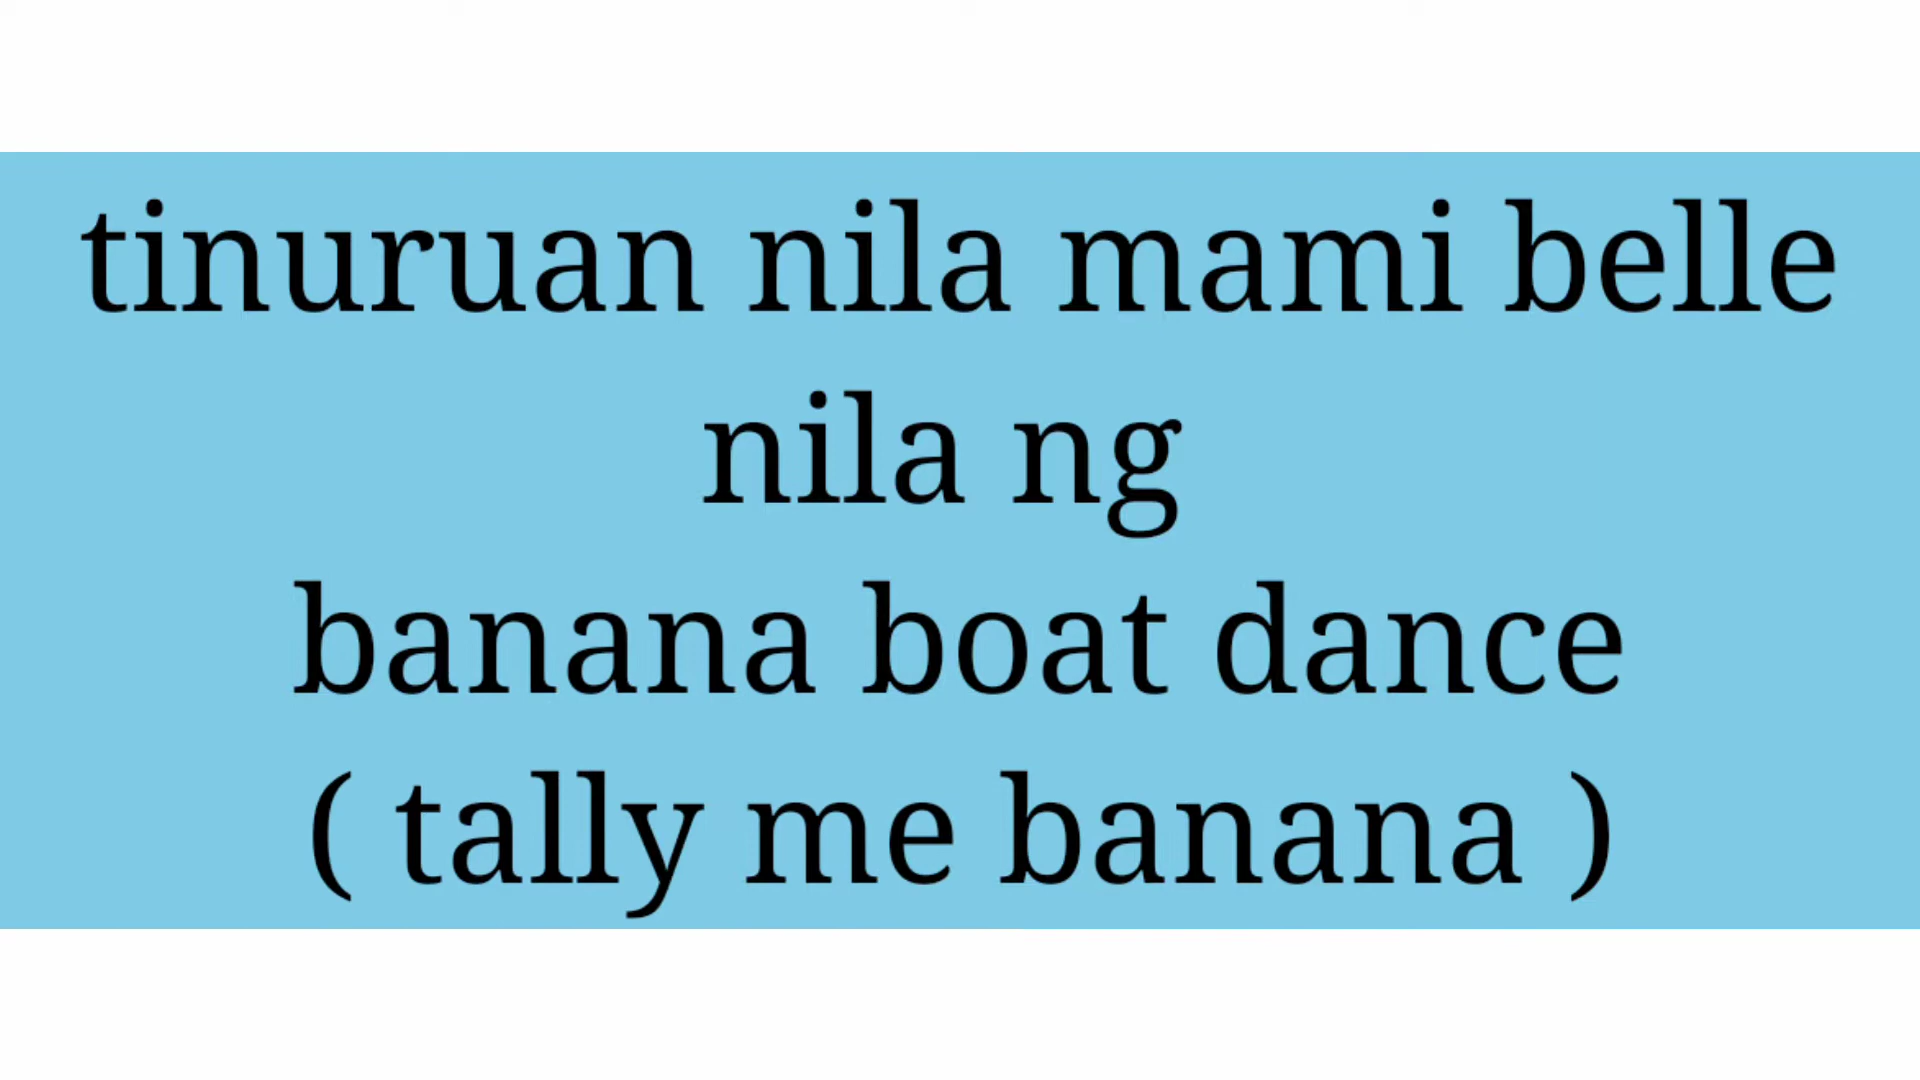 tinuruan nila mami belle
nila ng
banana boat dance
( tally me banana )